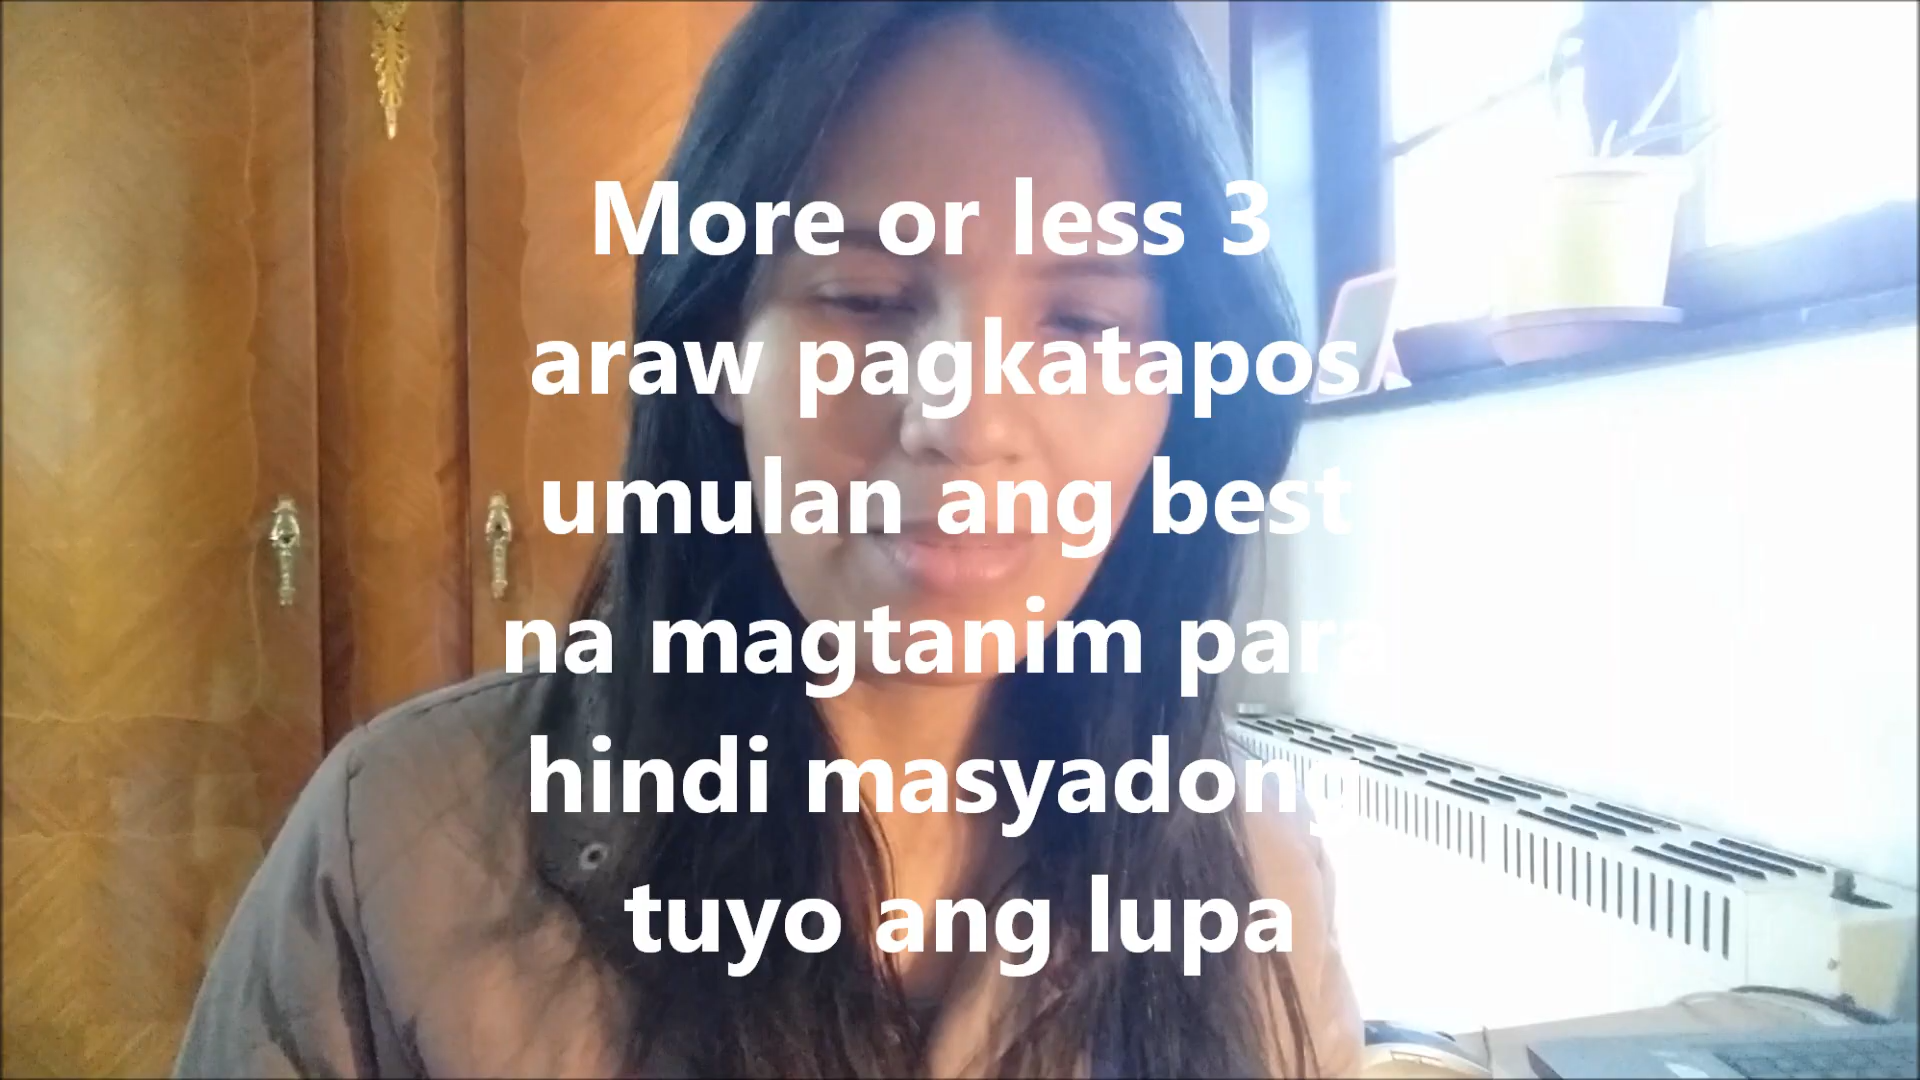 More or less 3
araw pagkatapos
umulan ang best
na magtanim para
hindi masyadong
tuyo ang lupa